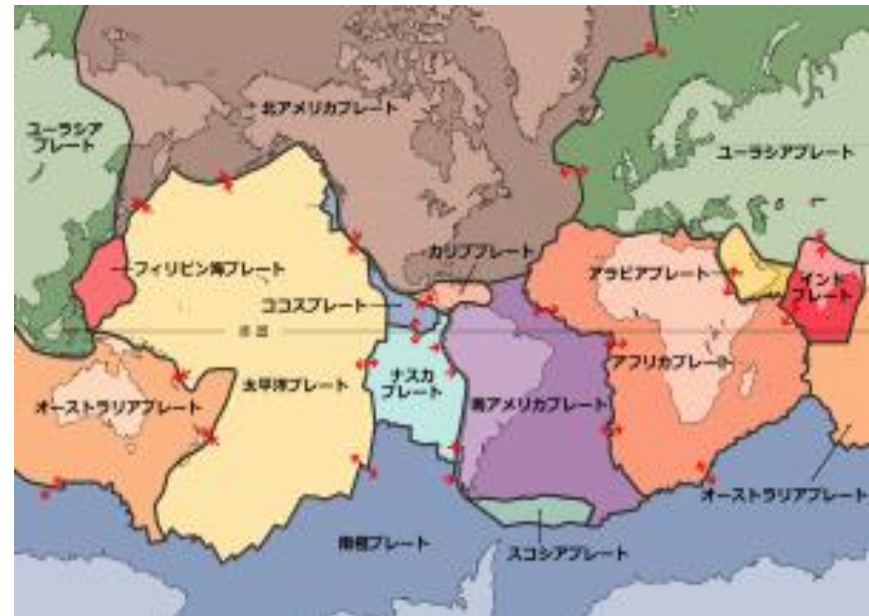 北アメリカプレート
ユーラシア
プレート
ユーラシアプレート
カリブプレート
フィリピン海プレート
アラビアプレート
インド
プレート
ココスプレート
赤道
アフリカプレート
太平洋プレート
ナスカ
プレート
南アメリカプレート
オーストラリアプレート
オーストラリアプレート
南極プレート
スコシアプレート